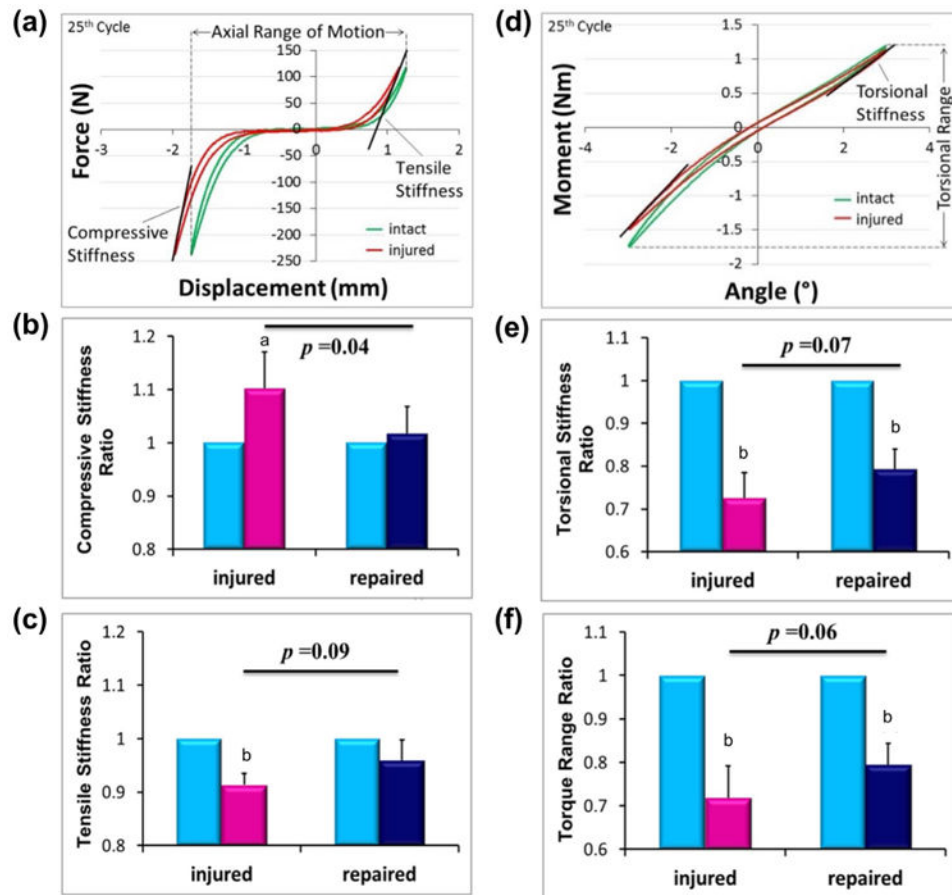 (a)
25th Cycle
Axial Range of Motion
Force (N)
150
100
50
0
-50
-100
-150
-200
-250
-2
-1
0
1
2
Tensile
Stiffness
Compressive
Stiffness
intact
injured
Displacement (mm)
(d)
25th Cycle
Moment (Nm)
1.5
1
0.5
0
-0.5
-1
-1.5
-2
-4
-2
0
2
4
Torsional
Stiffness
Torsional Range
intact
injured
Angle (°)
(b)
Compressive Stiffness
Ratio
1.2
1.1
1
0.9
0.8
a
p =0.04
injured
repaired
(e)
Torsional Stiffness
Ratio
1.1
1
0.9
0.8
0.7
0.6
p =0.07
b
b
injured
repaired
(c)
Tensile Stiffness Ratio
1.2
1.1
1
0.9
0.8
p =0.09
b
injured
repaired
(f)
Torque Range Ratio
1.1
1
0.9
0.8
0.7
0.6
p =0.06
b
b
injured
repaired